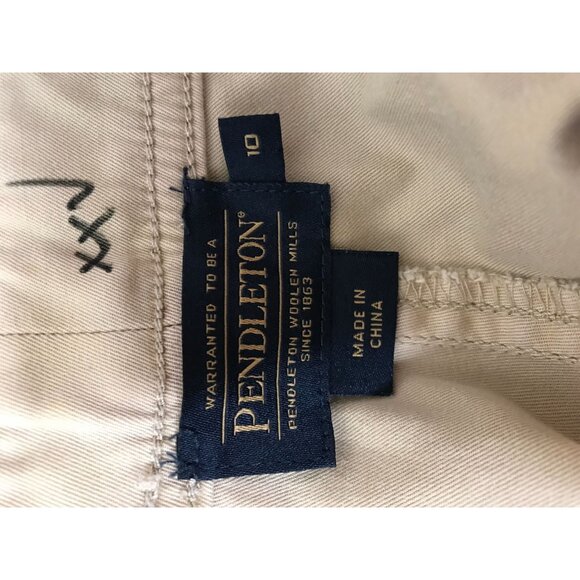 WARRANTED TO BE A
PENDLETON®
PENDLETON WOOLEN MILLS
SINCE 1863
10
MADE IN
CHINA